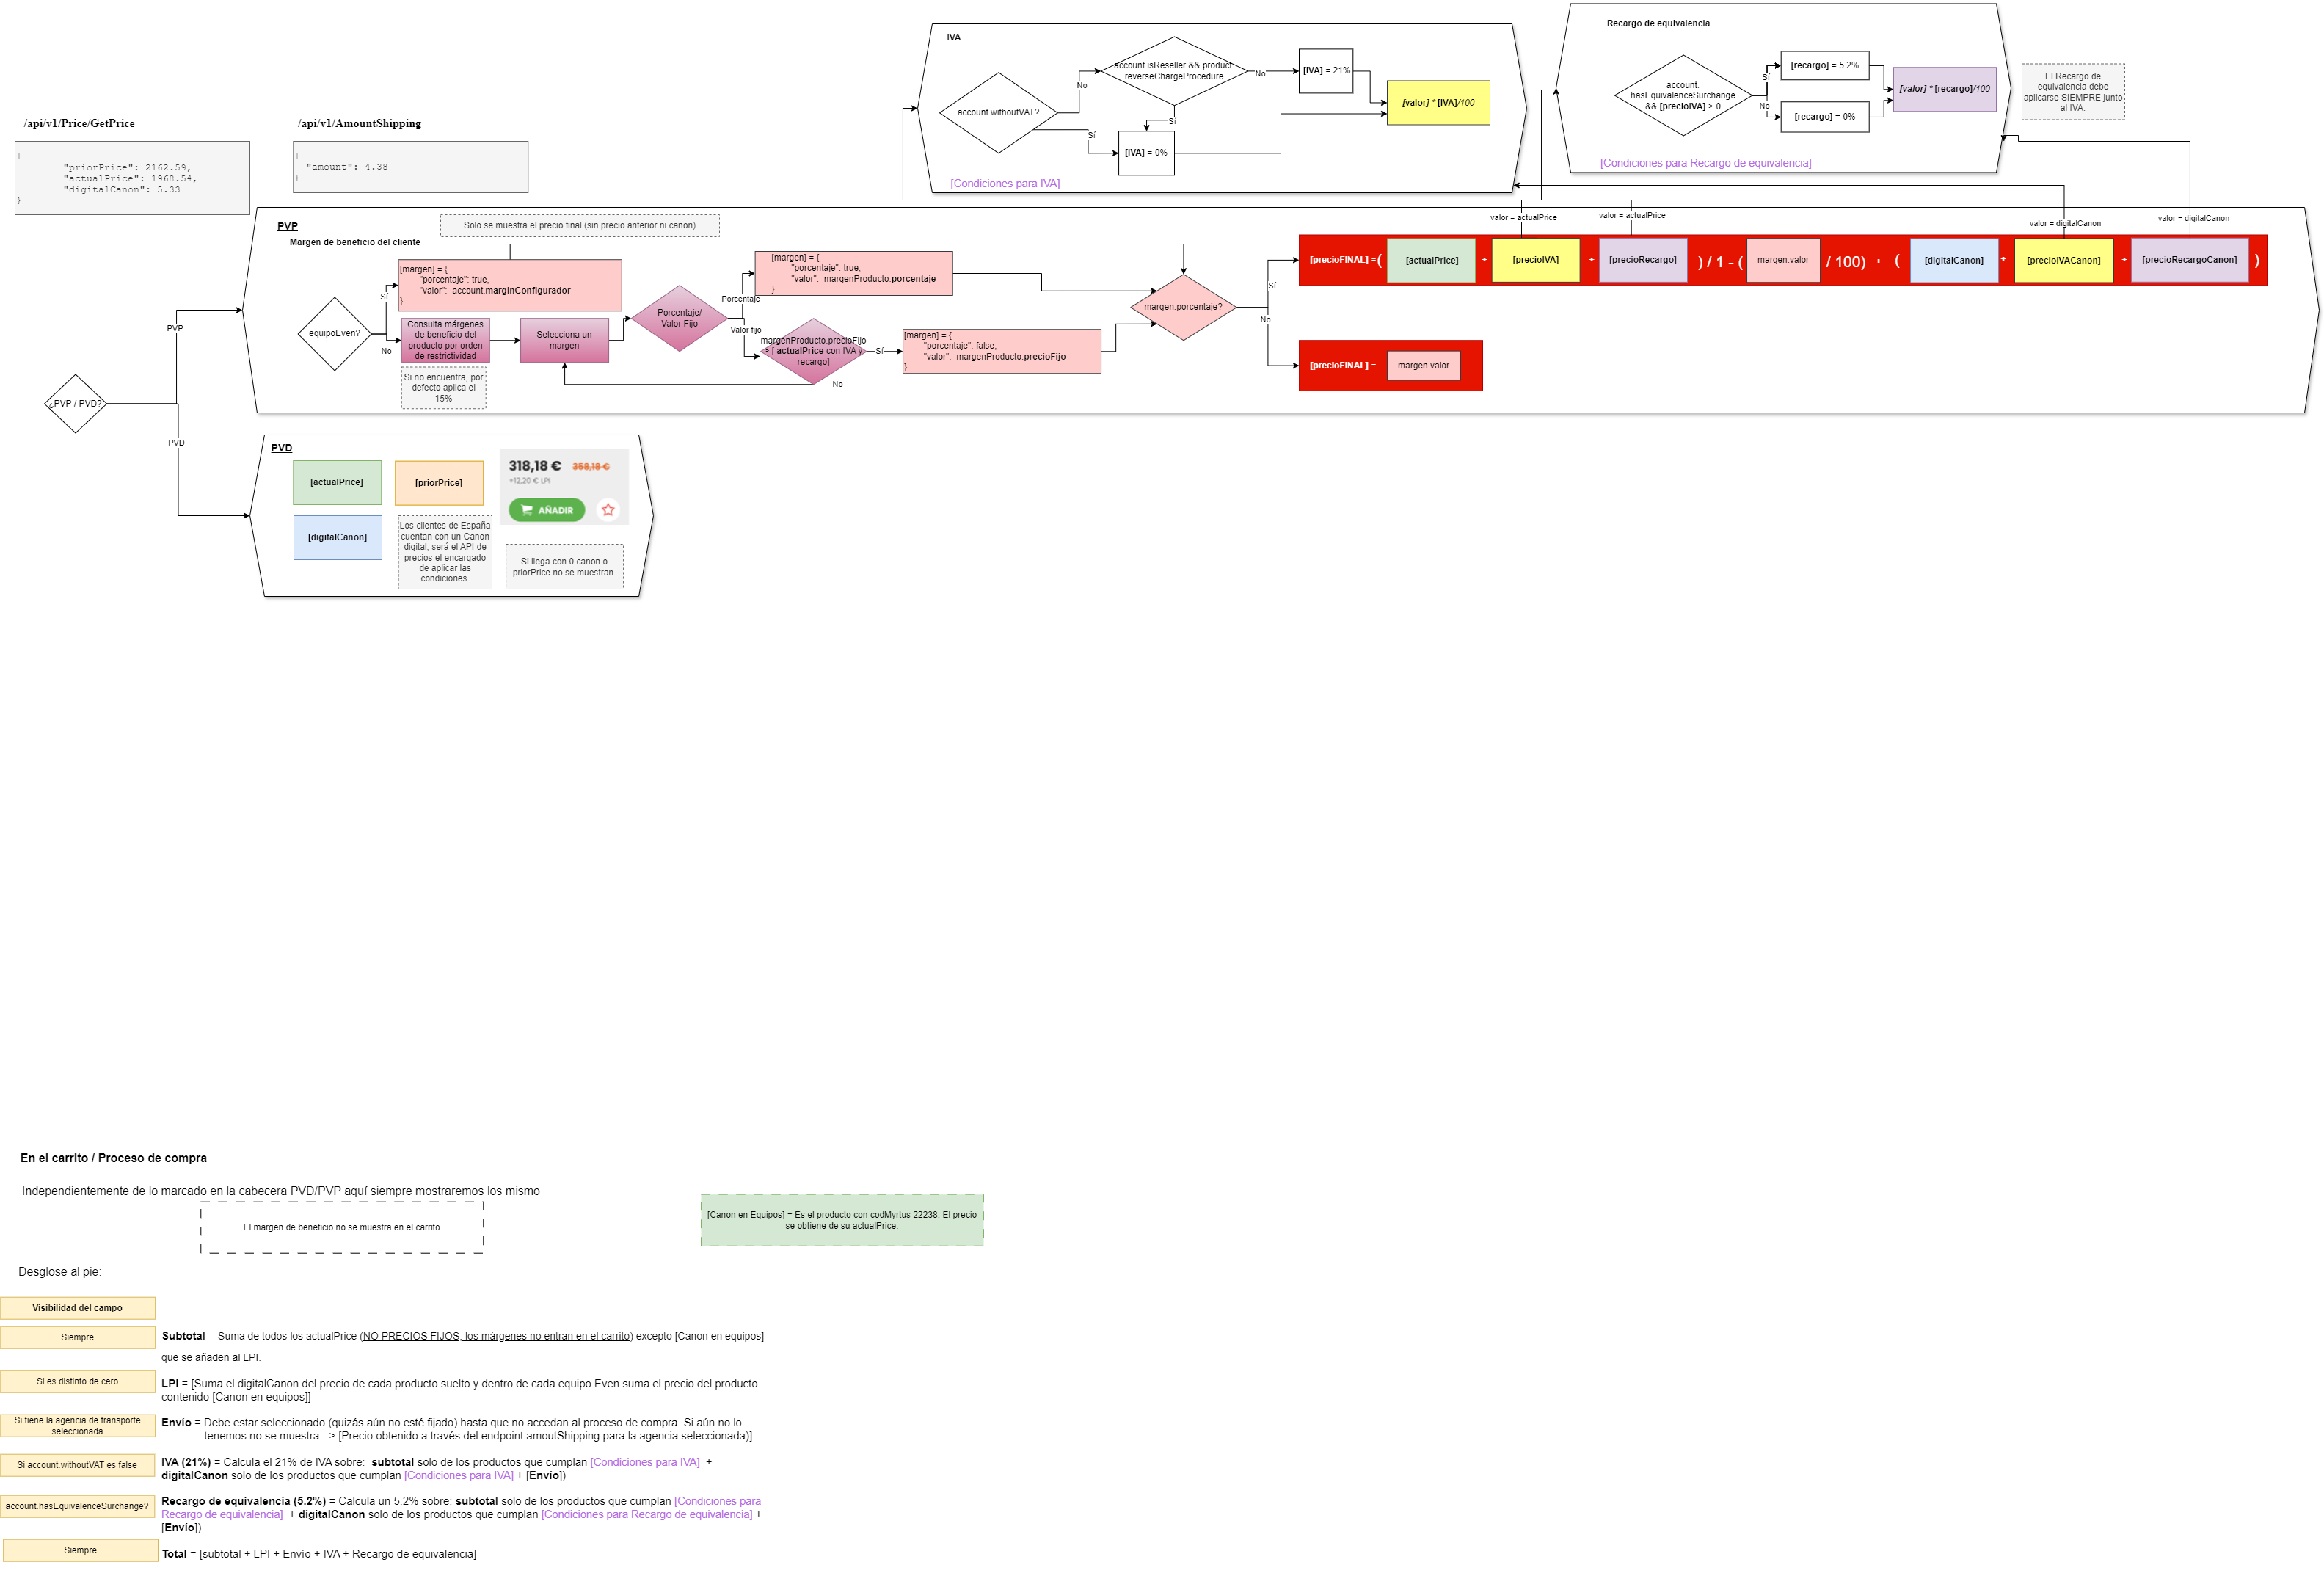 IVA
account.withoutVAT?
No
Sí
account.isReseller && product.
reverseChargeProcedure
No
Sí
[IVA] = 21%
[IVA] = 0%
[valor] * [IVA]/100
[Condiciones para IVA]
Recargo de equivalencia
account.
hasEquivalenceSurchange
&& [precioIVA] > 0
Sí
No
[recargo] = 5.2%
[recargo] = 0%
[valor] * [recargo]/100
[Condiciones para Recargo de equivalencia]
El Recargo de
equivalencia debe
aplicarse SIEMPRE junto
al IVA.
/api/v1/Price/GetPrice
{
"priorPrice": 2162.59,
"actualPrice": 1968.54,
"digitalCanon": 5.33
}
/api/v1/AmountShipping
{
"amount": 4.38
}
¿PVP / PVD?
PVP
PVD
PVP
Margen de beneficio del cliente
Solo se muestra el precio final (sin precio anterior ni canon)
equipoEven?
Sí
No
[margen] = {
"porcentaje": true,
"valor": account.marginConfigurador
}
Consulta márgenes
de beneficio del
producto por orden
de restrictividad
Si no encuentra, por
defecto aplica el
15%
Selecciona un
margen
Porcentaje/
Valor Fijo
Porcentaje
Valor fijo
[margen] = {
"porcentaje": true,
"valor": margenProducto.porcentaje
}
margenProducto.precioFijo
> [ actualPrice con IVA y
recargo]
Sí
No
[margen] = {
"porcentaje": false,
"valor": margenProducto.precioFijo
}
margen.porcentaje?
Sí
No
valor = actualPrice
valor = actualPrice
valor = digitalCanon
valor = digitalCanon
[precioFINAL] = ( [actualPrice] + [precioIVA] + [precioRecargo] ) / 1 - ( margen.valor / 100) + ( [digitalCanon] + [precioIVACanon] + [precioRecargoCanon] )
[precioFINAL] = margen.valor
PVD
[actualPrice]
[priorPrice]
[digitalCanon]
318,18 € 358,18 €
+12,20 € LPI
AÑADIR
Los clientes de España
cuentan con un Canon
digital, será el API de
precios el encargado
de aplicar las
condiciones.
Si llega con 0 canon o
priorPrice no se muestran.
En el carrito / Proceso de compra
Independientemente de lo marcado en la cabecera PVD/PVP aquí siempre mostraremos los mismo
El margen de beneficio no se muestra en el carrito
[Canon en Equipos] = Es el producto con codMyrtus 22238. El precio
se obtiene de su actualPrice.
Desglose al pie:
Visibilidad del campo
Siempre
Subtotal = Suma de todos los actualPrice (NO PRECIOS FIJOS, los márgenes no entran en el carrito) excepto [Canon en equipos]
que se añaden al LPI.
Si es distinto de cero
LPI = [Suma el digitalCanon del precio de cada producto suelto y dentro de cada equipo Even suma el precio del producto
contenido [Canon en equipos]]
Si tiene la agencia de transporte
seleccionada
Envío = Debe estar seleccionado (quizás aún no esté fijado) hasta que no accedan al proceso de compra. Si aún no lo
tenemos no se muestra. -> [Precio obtenido a través del endpoint amoutShipping para la agencia seleccionada)]
Si account.withoutVAT es false
IVA (21%) = Calcula el 21% de IVA sobre: subtotal solo de los productos que cumplan [Condiciones para IVA] +
digitalCanon solo de los productos que cumplan [Condiciones para IVA] + [Envío])
account.hasEquivalenceSurchange?
Recargo de equivalencia (5.2%) = Calcula un 5.2% sobre: subtotal solo de los productos que cumplan [Condiciones para
Recargo de equivalencia] + digitalCanon solo de los productos que cumplan [Condiciones para Recargo de equivalencia] +
[Envío])
Siempre
Total = [subtotal + LPI + Envío + IVA + Recargo de equivalencia]